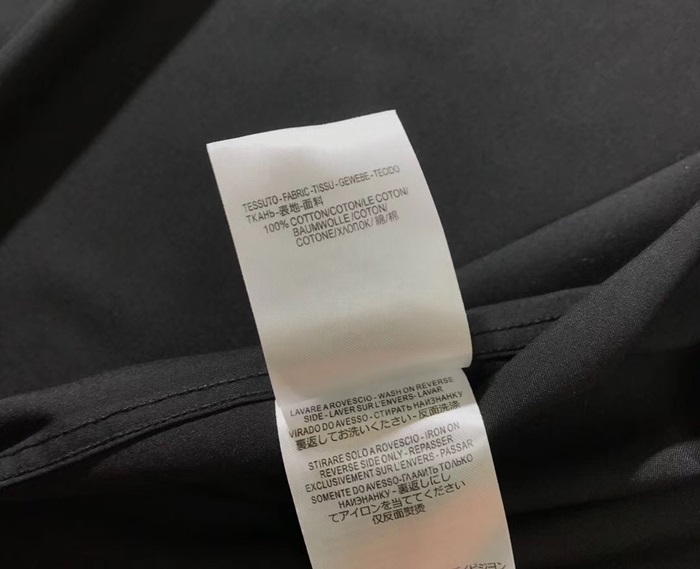 TESSUTO-FABRIC-TISSU-GEWEBE-TECIDO
ТКАНЬ-表地-面料
100% COTTON/COTON/LE COTON/
BAUMWOLLE /COTON/
COTONE/ХЛОПОК/ 綿/棉
LAVARE A ROVESCIO - WASH ON REVERSE
SIDE - LAVER SUR L'ENVERS - LAVAR
VIRADO DO AVESSO - СТИРАТЬ НАИЗНАНКУ
裏返してお洗いください - 反面洗涤
STIRARE SOLO A ROVESCIO - IRON ON
REVERSE SIDE ONLY - REPASSER
EXCLUSIVEMENT SUR L'ENVERS - PASSAR
SOMENTE DO AVESSO-ГЛАДИТЬ ТОЛЬКО
НАИЗНАНКУ - 裏返しにし
てアイロンを当ててください
仅反面熨烫